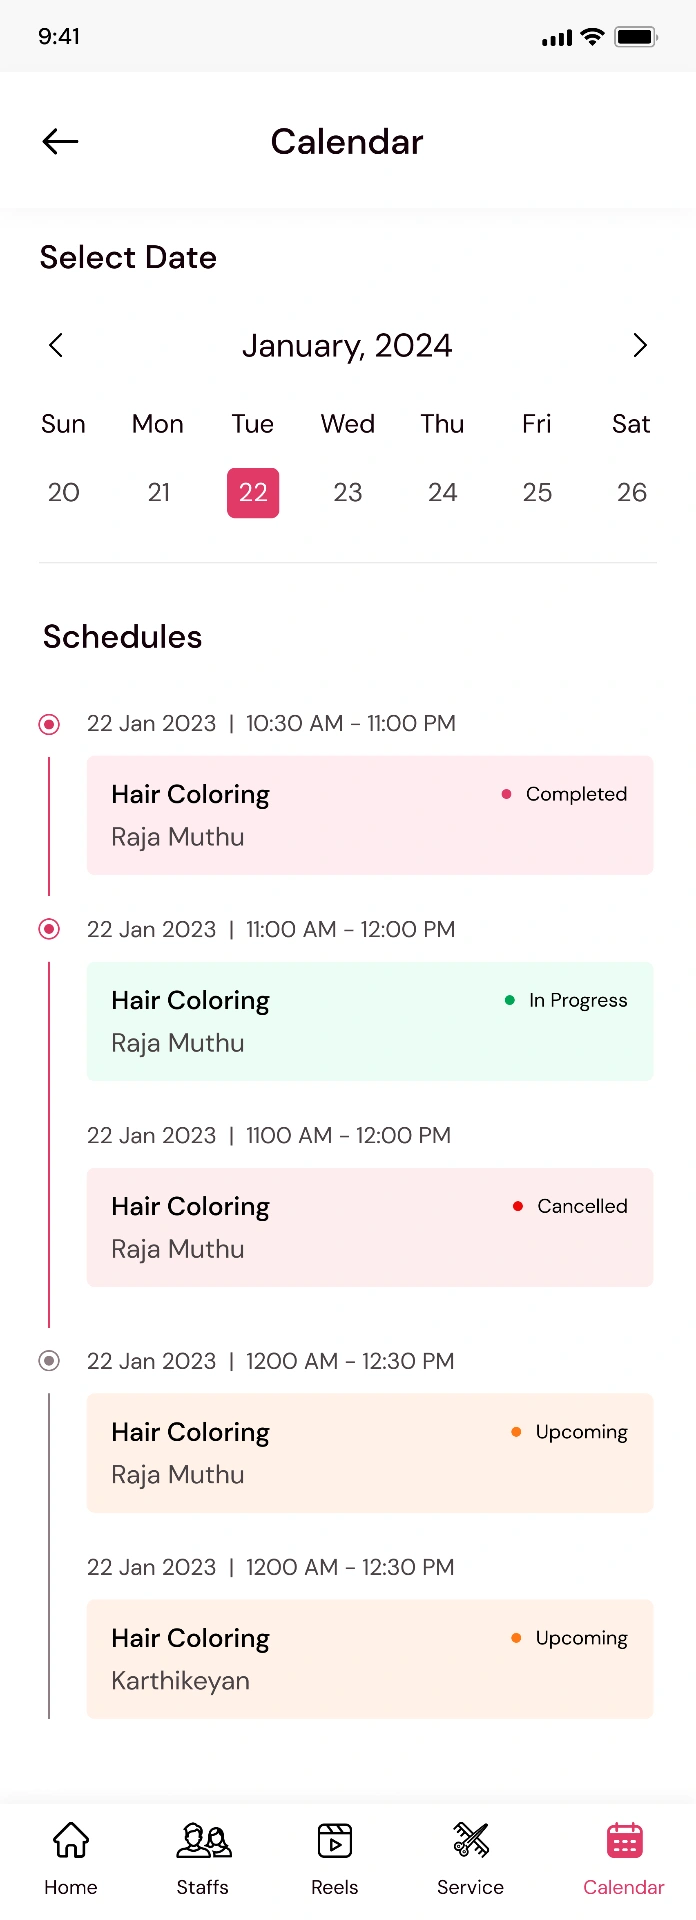 9:41
Calendar
Select Date
January, 2024
Sun Mon Tue Wed Thu Fri Sat
20 21 22 23 24 25 26
Schedules
22 Jan 2023 | 10:30 AM - 11:00 PM
Hair Coloring Completed
Raja Muthu
22 Jan 2023 | 11:00 AM - 12:00 PM
Hair Coloring In Progress
Raja Muthu
22 Jan 2023 | 1100 AM - 12:00 PM
Hair Coloring Cancelled
Raja Muthu
22 Jan 2023 | 1200 AM - 12:30 PM
Hair Coloring Upcoming
Raja Muthu
22 Jan 2023 | 1200 AM - 12:30 PM
Hair Coloring Upcoming
Karthikeyan
Home Staffs Reels Service Calendar